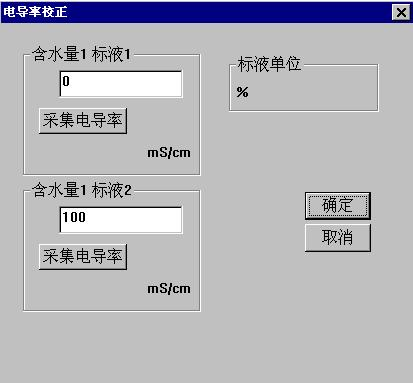 电导率校正
含水量1 标液1
0
采集电导率
mS/cm
标液单位
%
含水量1 标液2
100
采集电导率
mS/cm
确定
取消